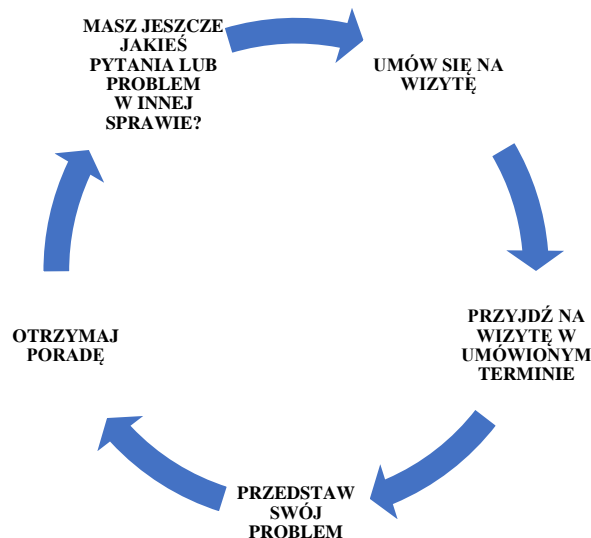 MASZ JESZCZE
JAKIEŚ
PYTANIA LUB
PROBLEM
W INNEJ
SPRAWIE?
UMÓW SIĘ NA
WIZYTĘ
PRZYJDŹ NA
WIZYTĘ W
UMÓWIONYM
TERMINIE
PRZEDSTAW
SWÓJ
PROBLEM
OTRZYMAJ
PORADĘ